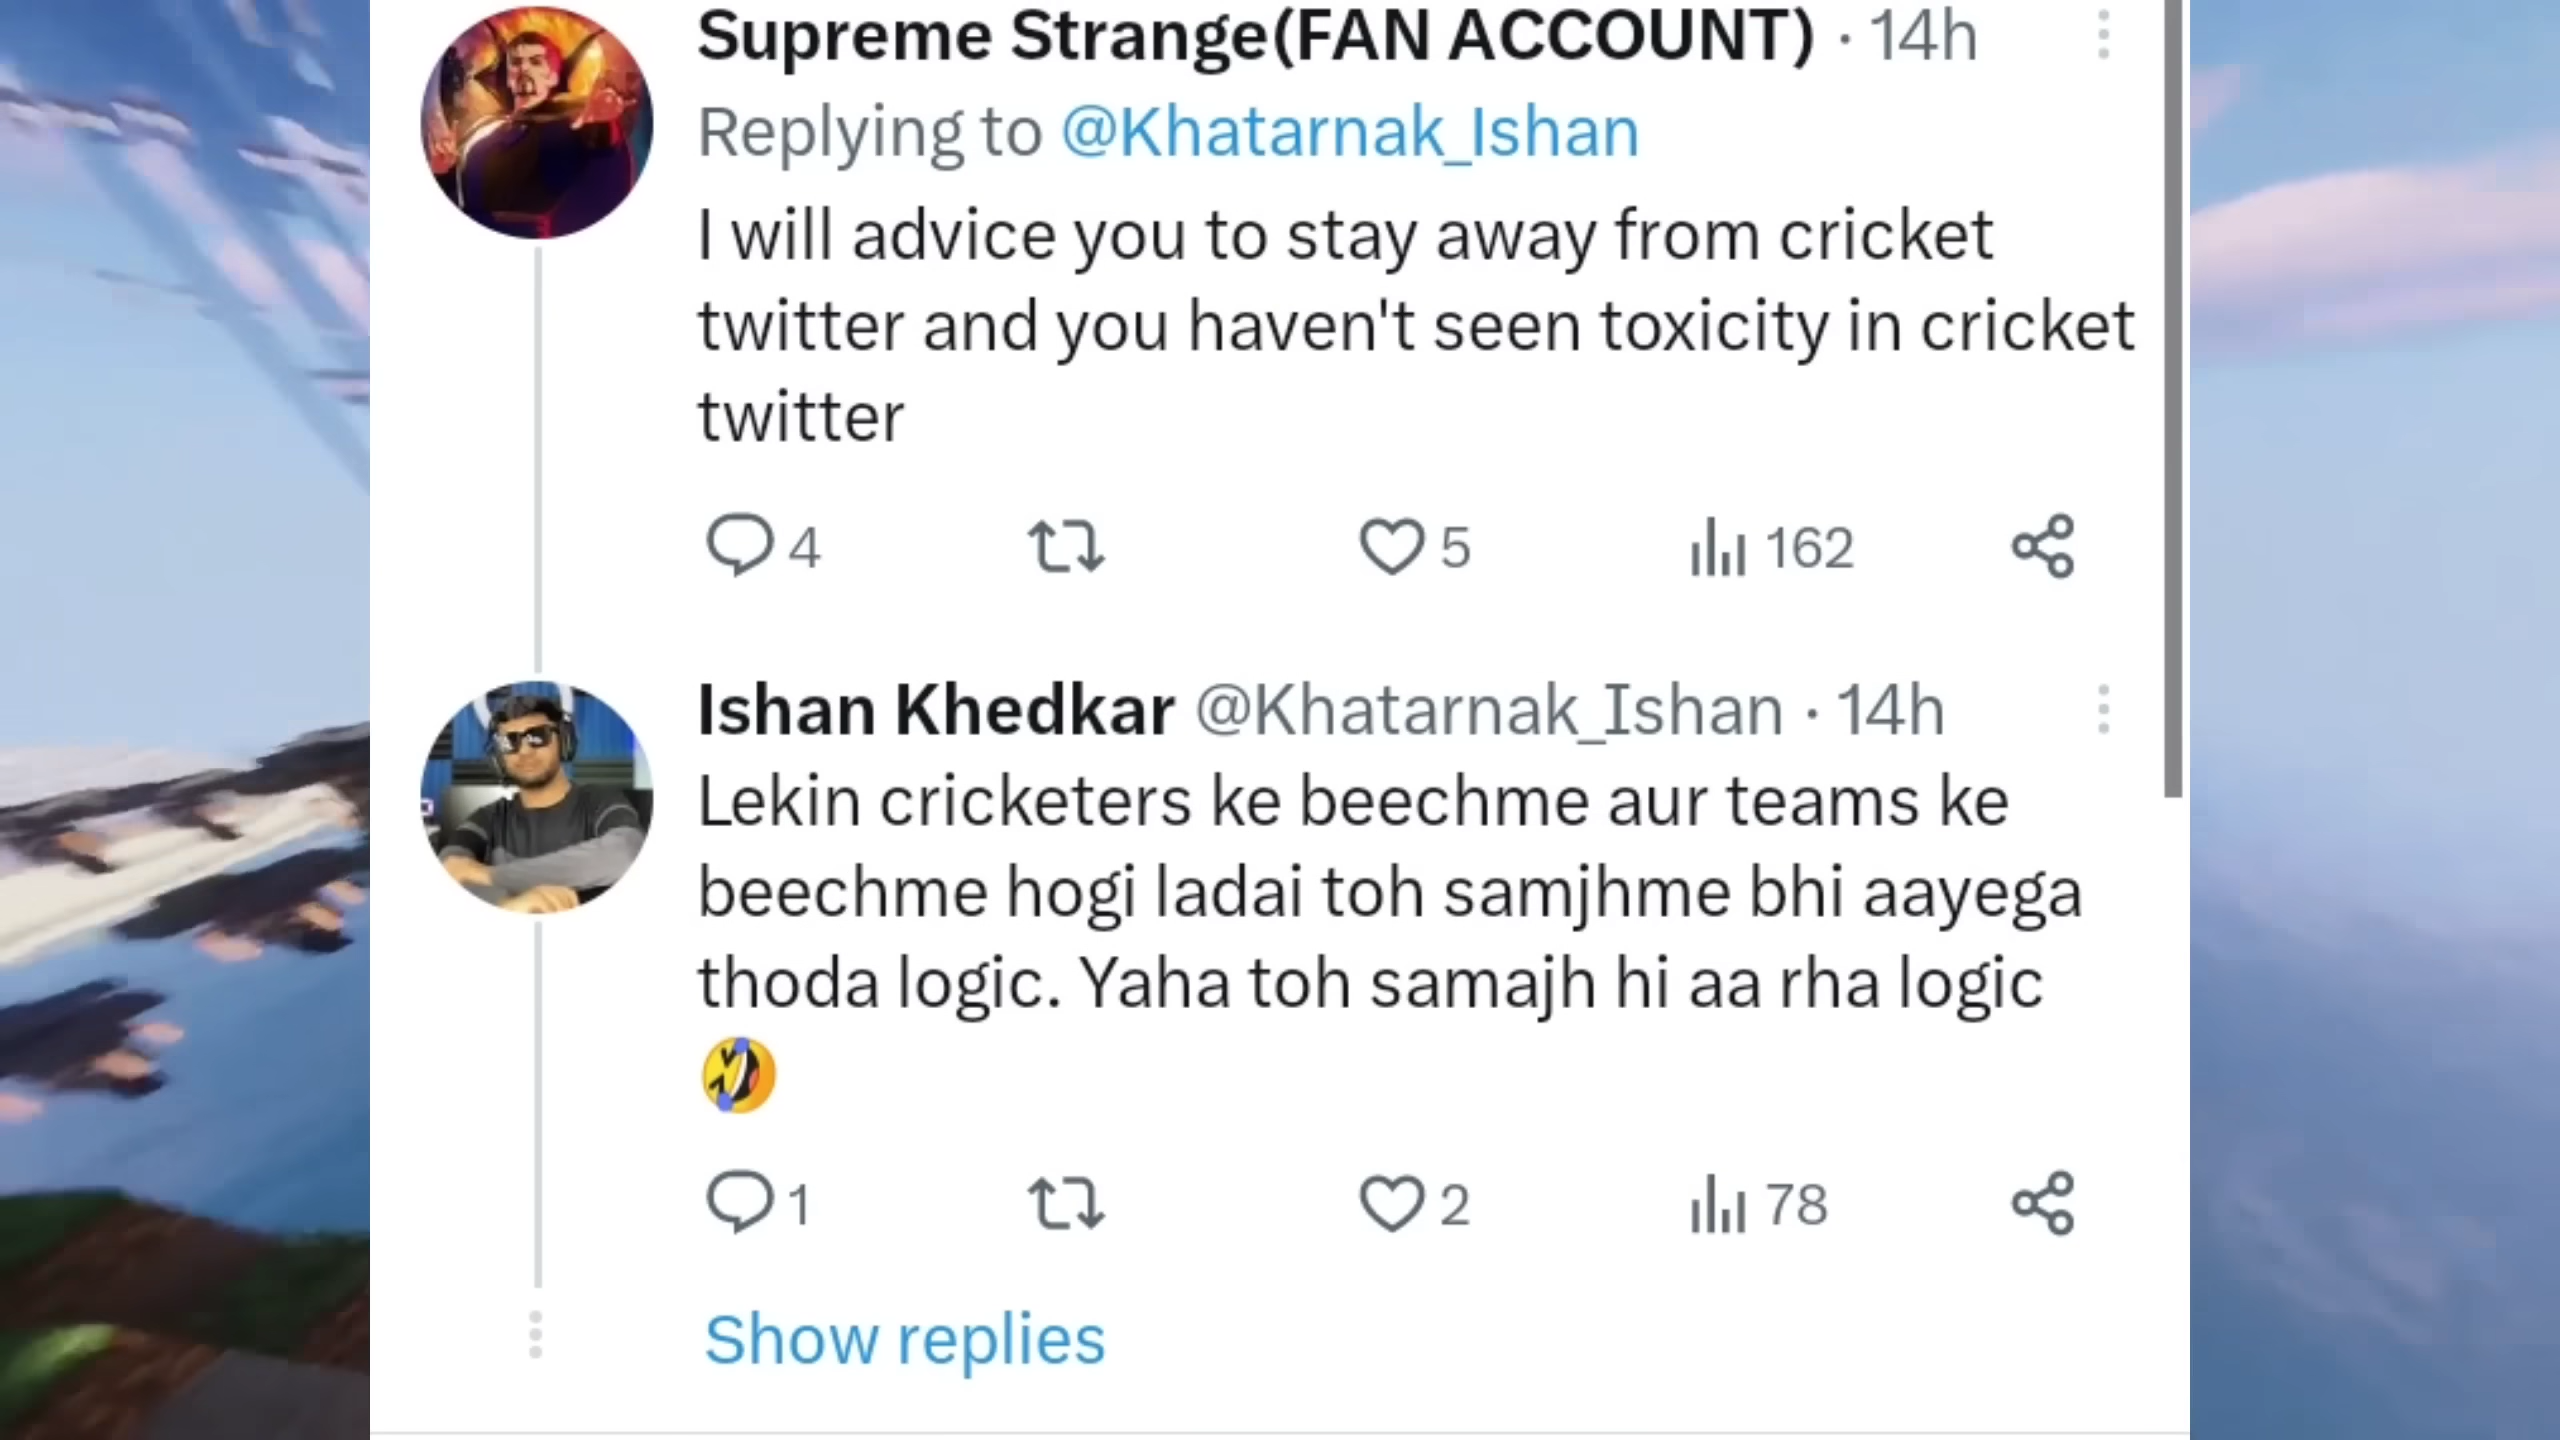 Supreme Strange(FAN ACCOUNT) · 14h
Replying to @Khatarnak_Ishan
I will advice you to stay away from cricket
twitter and you haven't seen toxicity in cricket
twitter
4 5 162
Ishan Khedkar @Khatarnak_Ishan · 14h
Lekin cricketers ke beechme aur teams ke
beechme hogi ladai toh samjhme bhi aayega
thoda logic. Yaha toh samajh hi aa rha logic
🤣
1 2 78
Show replies